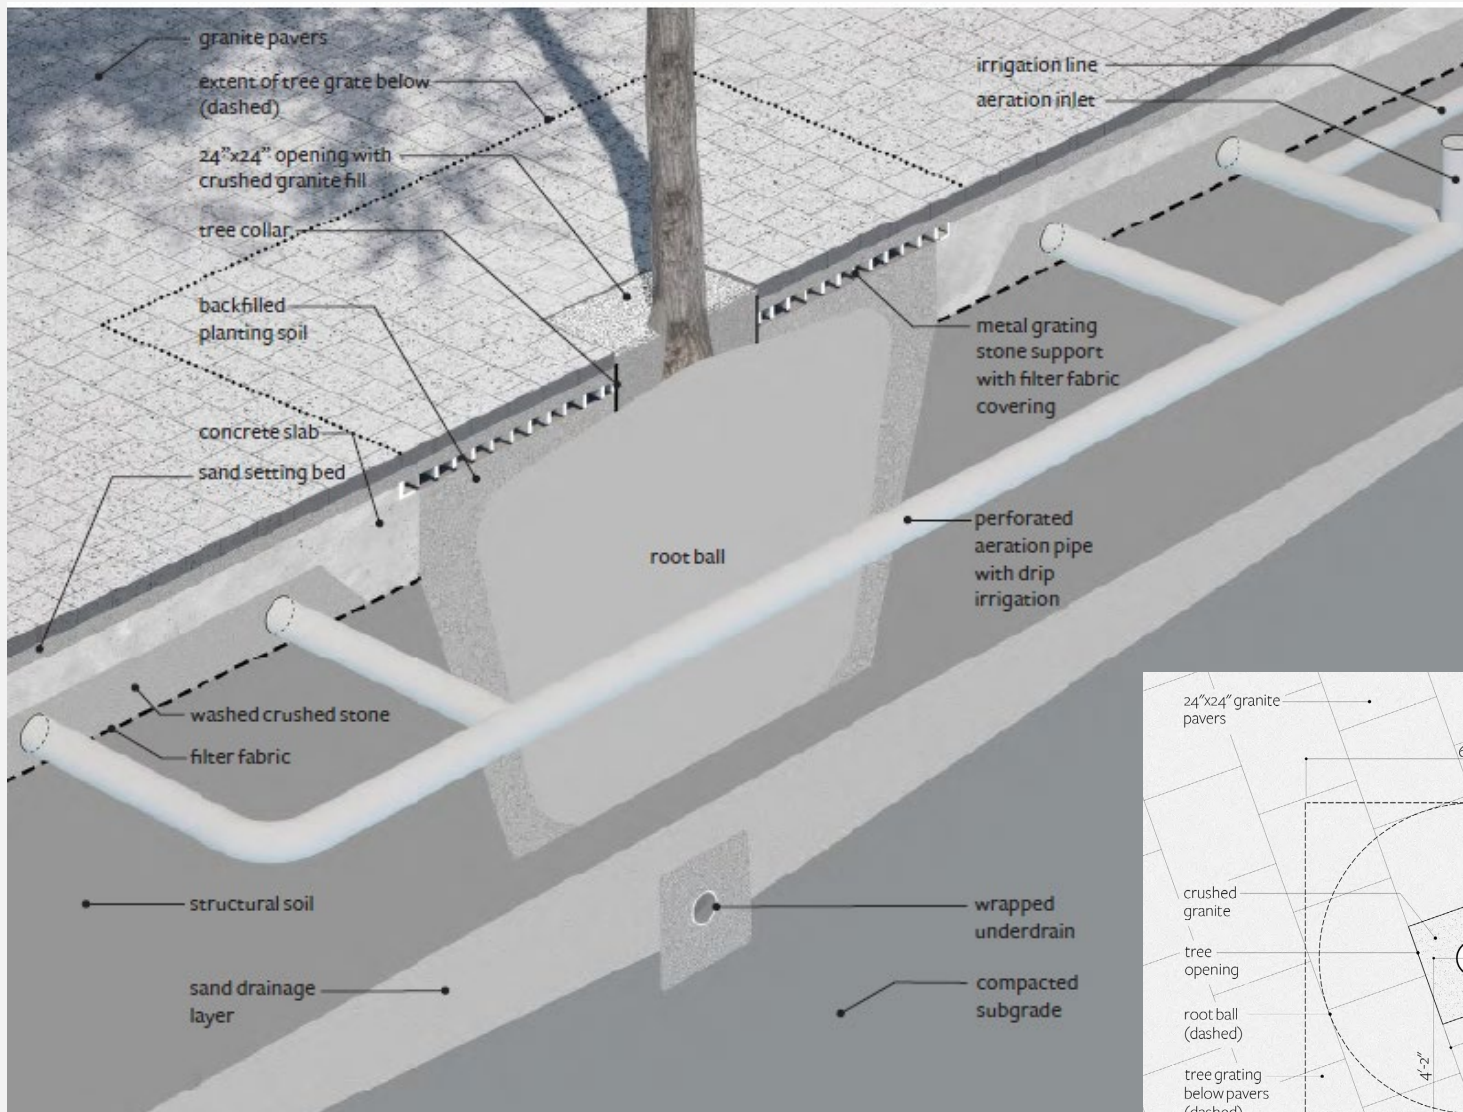 granite pavers
extent of tree grate below
(dashed)
24”x24” opening with
crushed granite fill
tree collar
backfilled
planting soil
concrete slab
sand setting bed
irrigation line
aeration inlet
metal grating
stone support
with filter fabric
covering
root ball
perforated
aeration pipe
with drip
irrigation
washed crushed stone
filter fabric
structural soil
sand drainage
layer
wrapped
underdrain
compacted
subgrade
24”x24” granite
pavers
crushed
granite
tree
opening
root ball
(dashed)
4’-2”
tree grating
below pavers
(dashed)